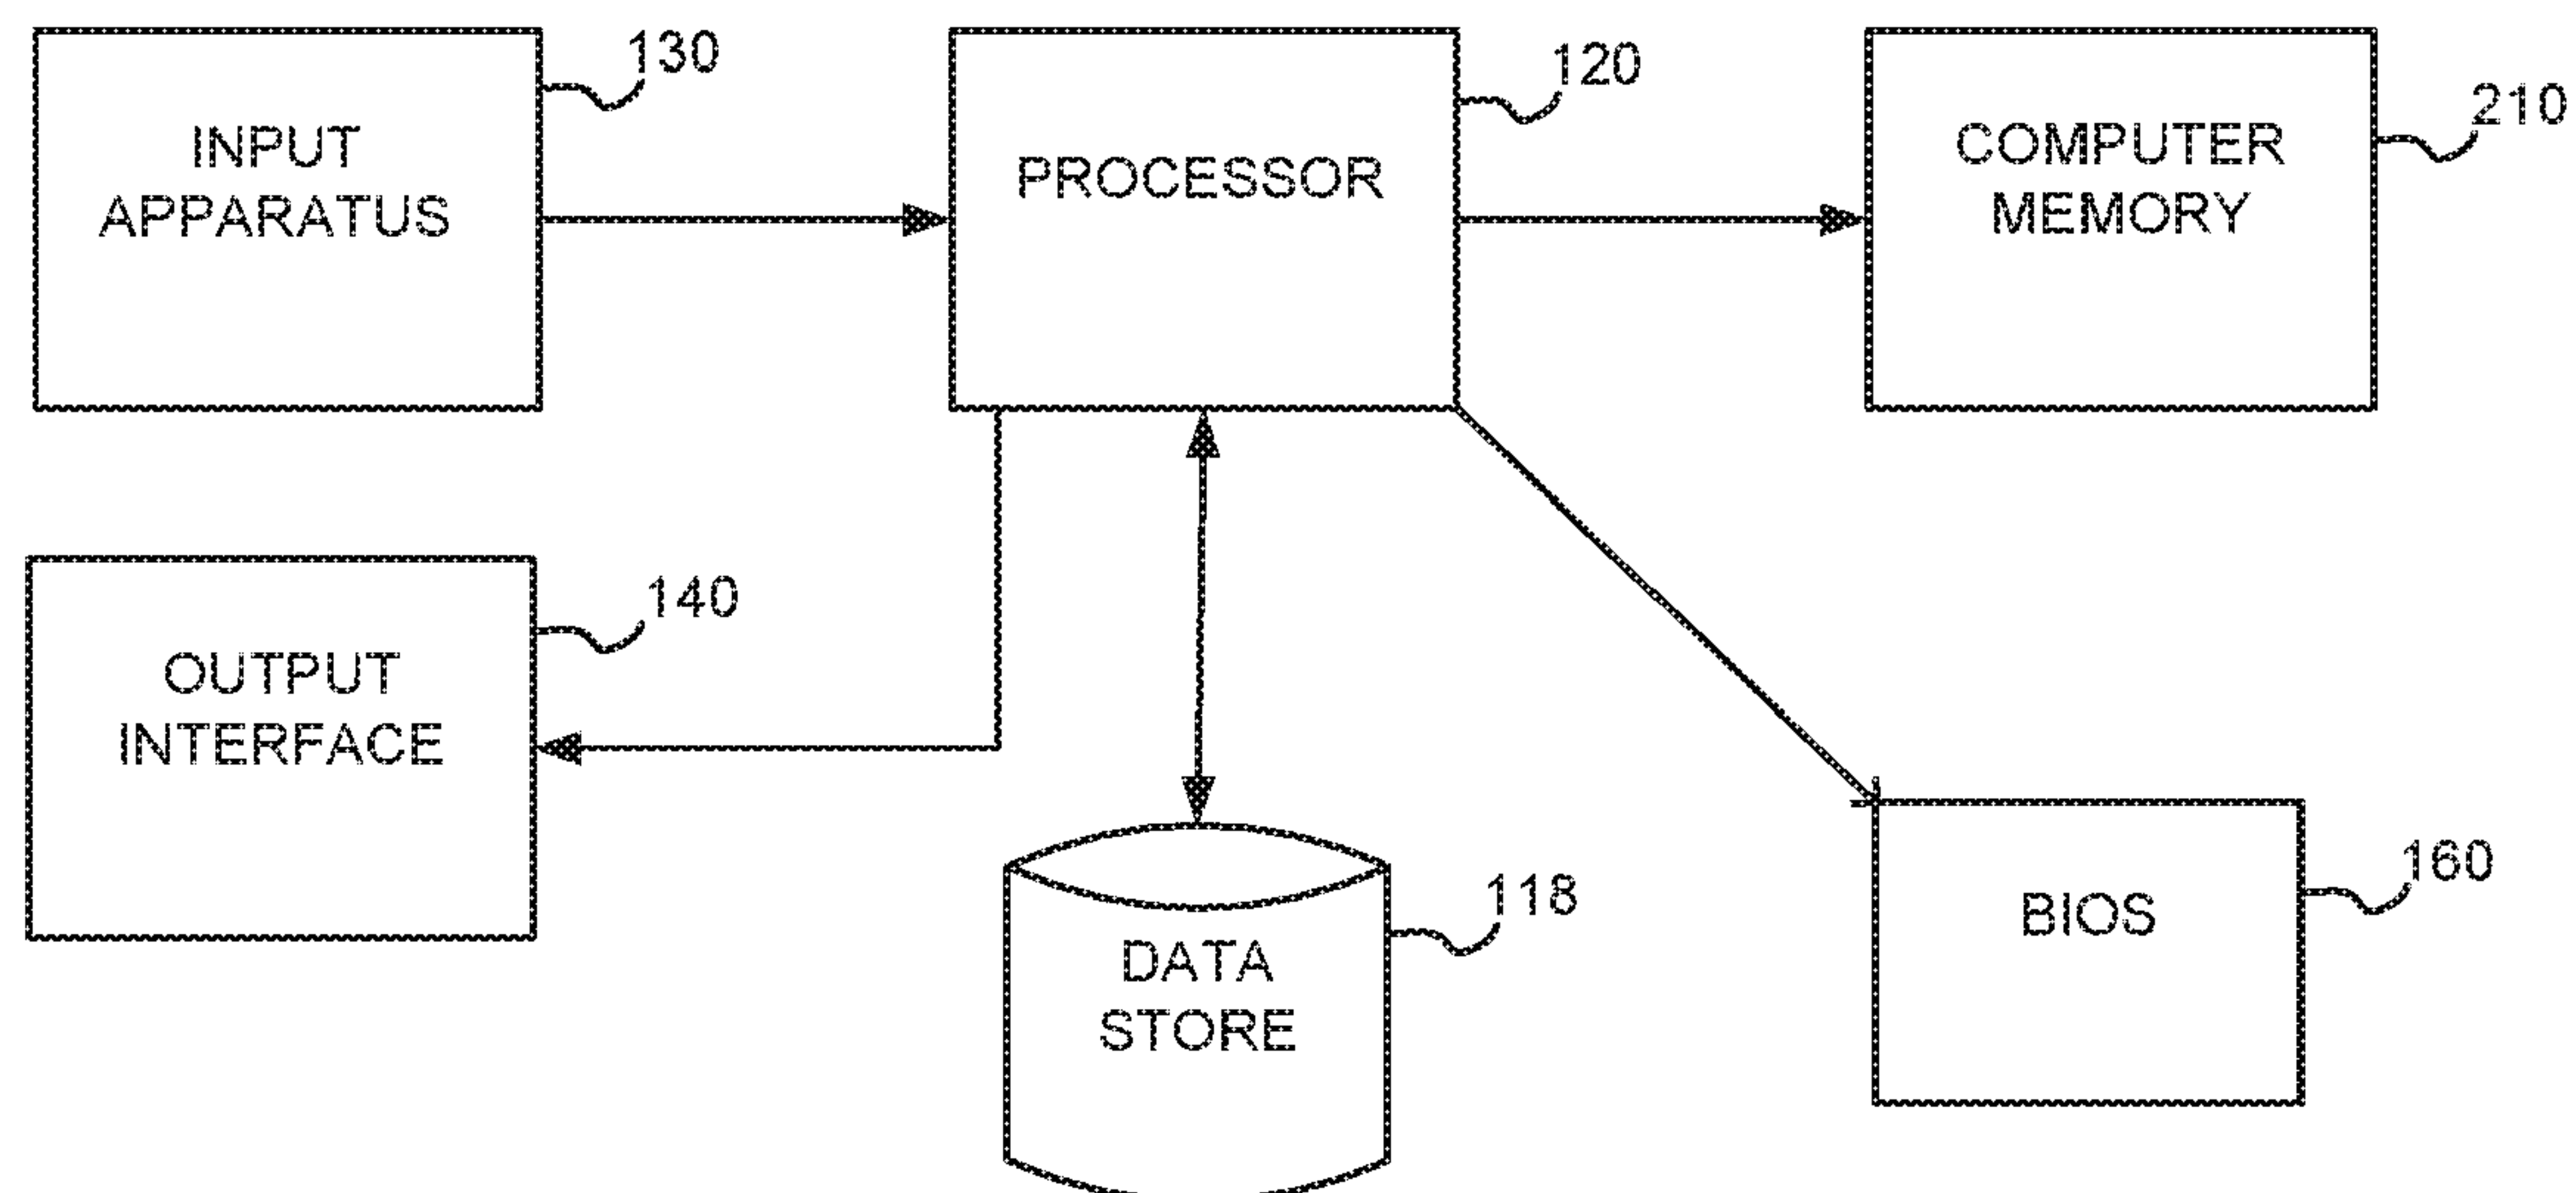 130
INPUT
APPARATUS
120
PROCESSOR
210
COMPUTER
MEMORY
140
OUTPUT
INTERFACE
118
DATA
STORE
160
BIOS